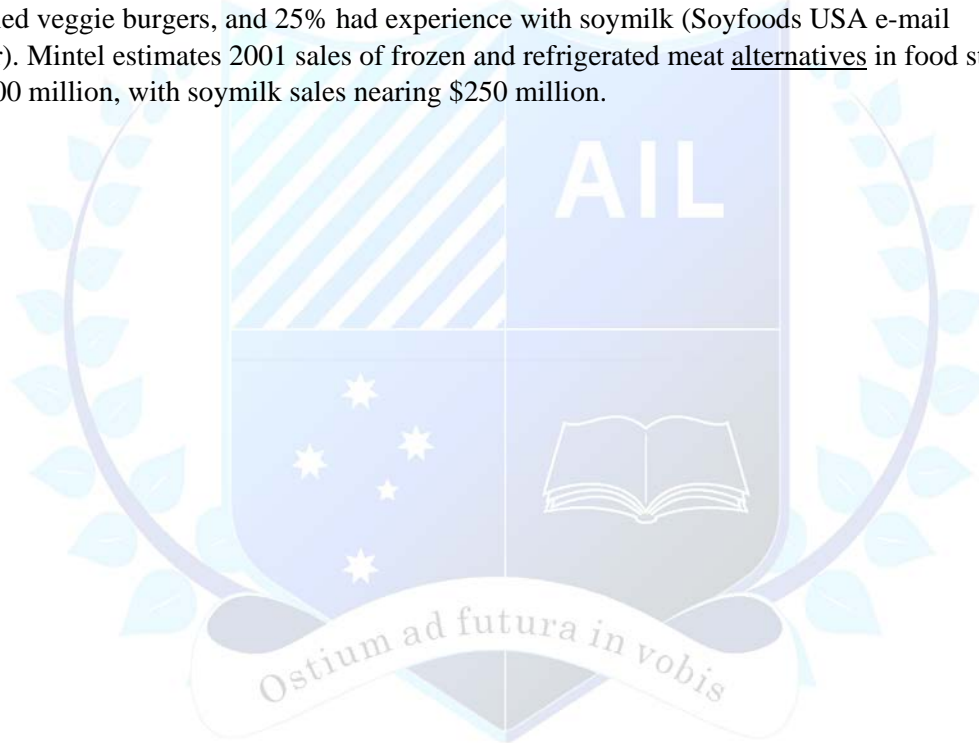 ed veggie burgers, and 25% had experience with soymilk (Soyfoods USA e-mail
). Mintel estimates 2001 sales of frozen and refrigerated meat alternatives in food
00 million, with soymilk sales nearing $250 million.
AIL
Ostium ad futura in vobis